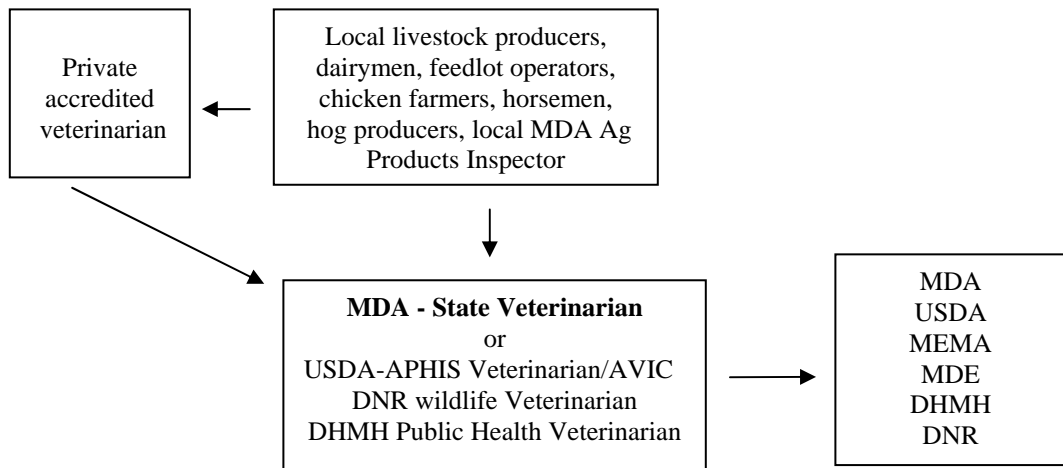 Private
accredited
veterinarian
Local livestock producers,
dairymen, feedlot operators,
chicken farmers, horsemen,
hog producers, local MDA Ag
Products Inspector
MDA - State Veterinarian
or
USDA-APHIS Veterinarian/AVIC
DNR wildlife Veterinarian
DHMH Public Health Veterinarian
MDA
USDA
MEMA
MDE
DHMH
DNR